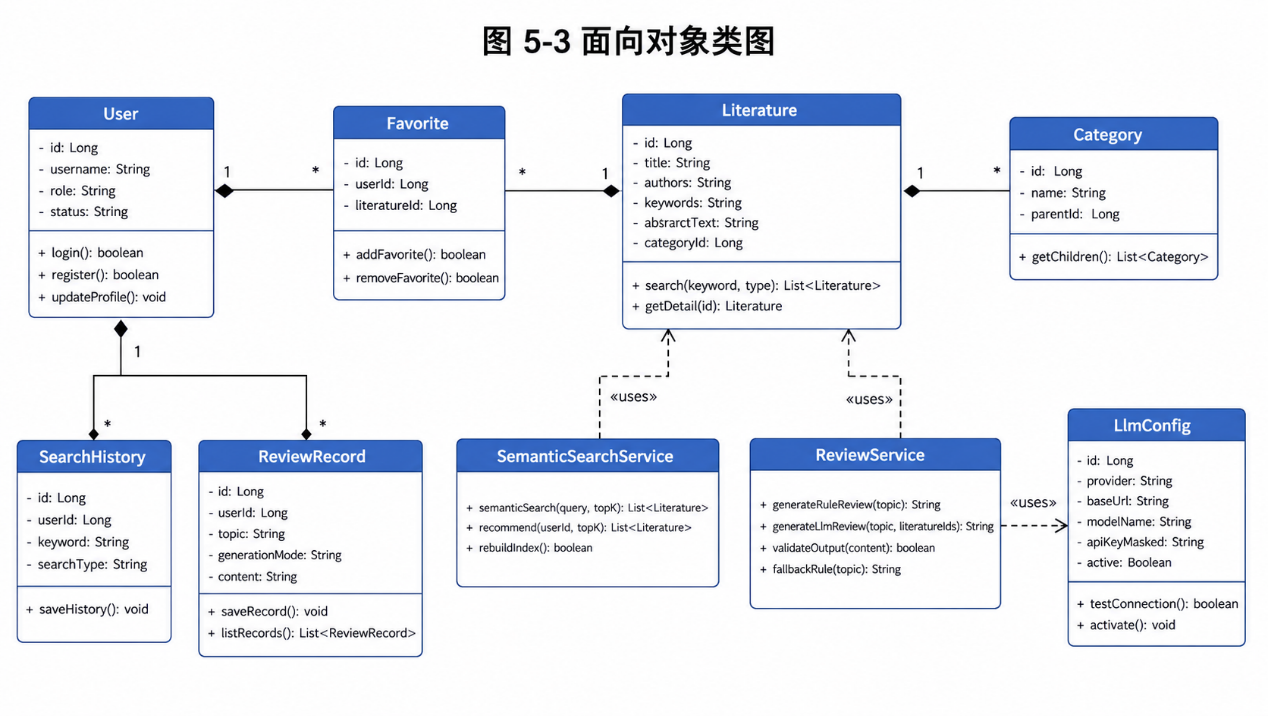 图 5-3 面向对象类图
User
- id: Long
- username: String
- role: String
- status: String
+ login(): boolean
+ register(): boolean
+ updateProfile(): void
1
*
Favorite
- id: Long
- userId: Long
- literatureId: Long
+ addFavorite(): boolean
+ removeFavorite(): boolean
*
1
Literature
- id: Long
- title: String
- authors: String
- keywords: String
- absrarctText: String
- categoryId: Long
+ search(keyword, type): List<Literature>
+ getDetail(id): Literature
1
*
Category
- id: Long
- name: String
- parentId: Long
+ getChildren(): List<Category>
1
*
*
«uses»
«uses»
SearchHistory
- id: Long
- userId: Long
- keyword: String
- searchType: String
+ saveHistory(): void
ReviewRecord
- id: Long
- userId: Long
- topic: String
- generationMode: String
- content: String
+ saveRecord(): void
+ listRecords(): List<ReviewRecord>
SemanticSearchService
+ semanticSearch(query, topK): List<Literature>
+ recommend(userId, topK): List<Literature>
+ rebuildIndex(): boolean
ReviewService
+ generateRuleReview(topic): String
+ generateLlmReview(topic, literatureIds): String
+ validateOutput(content): boolean
+ fallbackRule(topic): String
«uses»
LlmConfig
- id: Long
- provider: String
- baseUrl: String
- modelName: String
- apiKeyMasked: String
- active: Boolean
+ testConnection(): boolean
+ activate(): void